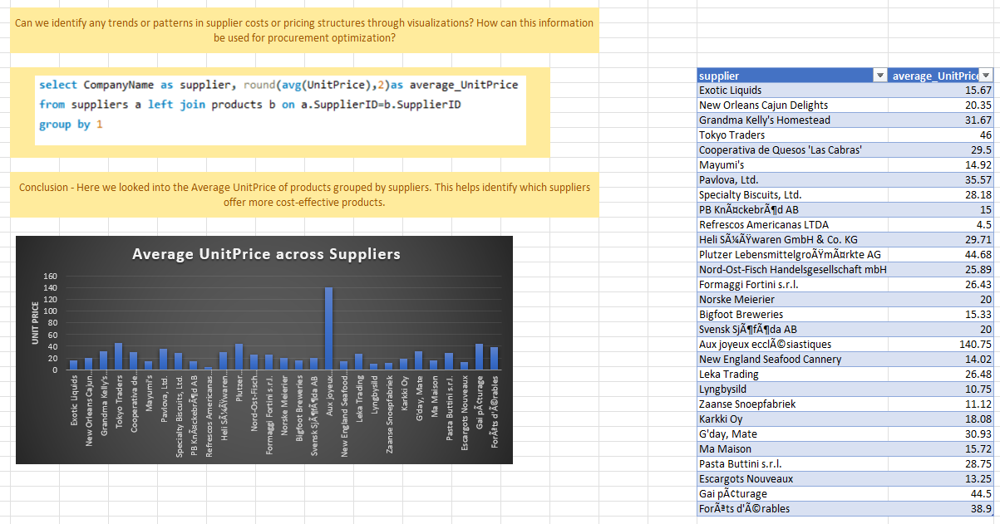 Can we identify any trends or patterns in supplier costs or pricing structures through visualizations? How can this information
be used for procurement optimization?
select CompanyName as supplier, round(avg(UnitPrice),2)as average_UnitPrice
from suppliers a left join products b on a.SupplierID=b.SupplierID
group by 1
Conclusion - Here we looked into the Average UnitPrice of products grouped by suppliers. This helps identify which suppliers
offer more cost-effective products.
Average UnitPrice across Suppliers
UNIT PRICE
160
140
120
100
80
60
40
20
0
Exotic Liquids
New Orleans Cajun...
Grandma Kelly's...
Tokyo Traders
Cooperativa de...
Mayumi's
Pavlova, Ltd.
Specialty Biscuits, Ltd.
PB KnÃ¤ckebrÃ¶d AB
Refrescos Americanas...
Heli SÃ¼ÃŸwaren...
Plutzer...
Nord-Ost-Fisch...
Formaggi Fortini s.r.l.
Norske Meierier
Bigfoot Breweries
Svensk SjÃ¶fÃ¶da AB
Aux joyeux...
New England Seafood...
Leka Trading
Lyngbysild
Zaanse Snoepfabriek
Karkki Oy
G'day, Mate
Ma Maison
Pasta Buttini s.r.l.
Escargots Nouveaux
Gai pÃ¢turage
ForÃªts d'Ã©rables
supplier average_UnitPrice
Exotic Liquids 15.67
New Orleans Cajun Delights 20.35
Grandma Kelly's Homestead 31.67
Tokyo Traders 46
Cooperativa de Quesos 'Las Cabras' 29.5
Mayumi's 14.92
Pavlova, Ltd. 35.57
Specialty Biscuits, Ltd. 28.18
PB KnÃ¤ckebrÃ¶d AB 15
Refrescos Americanas LTDA 4.5
Heli SÃ¼ÃŸwaren GmbH & Co. KG 29.71
Plutzer LebensmittelgroÃŸmÃ¤rkte AG 44.68
Nord-Ost-Fisch Handelsgesellschaft mbH 25.89
Formaggi Fortini s.r.l. 26.43
Norske Meierier 20
Bigfoot Breweries 15.33
Svensk SjÃ¶fÃ¶da AB 20
Aux joyeux ecclÃ©siastiques 140.75
New England Seafood Cannery 14.02
Leka Trading 26.48
Lyngbysild 10.75
Zaanse Snoepfabriek 11.12
Karkki Oy 18.08
G'day, Mate 30.93
Ma Maison 15.72
Pasta Buttini s.r.l. 28.75
Escargots Nouveaux 13.25
Gai pÃ¢turage 44.5
ForÃªts d'Ã©rables 38.9